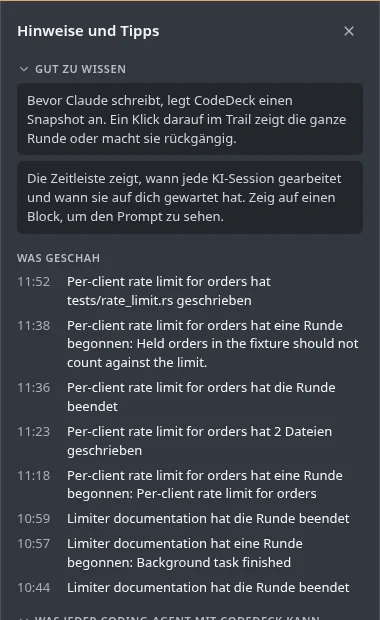 Hinweise und Tipps
GUT ZU WISSEN
Bevor Claude schreibt, legt CodeDeck einen
Snapshot an. Ein Klick darauf im Trail zeigt die ganze
Runde oder macht sie rückgängig.
Die Zeitleiste zeigt, wann jede KI-Session gearbeitet
und wann sie auf dich gewartet hat. Zeig auf einen
Block, um den Prompt zu sehen.
WAS GESCHAH
11:52 Per-client rate limit for orders hat
tests/rate_limit.rs geschrieben
11:38 Per-client rate limit for orders hat eine Runde
begonnen: Held orders in the fixture should not
count against the limit.
11:36 Per-client rate limit for orders hat die Runde
beendet
11:23 Per-client rate limit for orders hat 2 Dateien
geschrieben
11:18 Per-client rate limit for orders hat eine Runde
begonnen: Per-client rate limit for orders
10:59 Limiter documentation hat die Runde beendet
10:57 Limiter documentation hat eine Runde
begonnen: Background task finished
10:44 Limiter documentation hat die Runde beendet
WAS JEDER CODING-AGENT MIT CODEDECK KANN